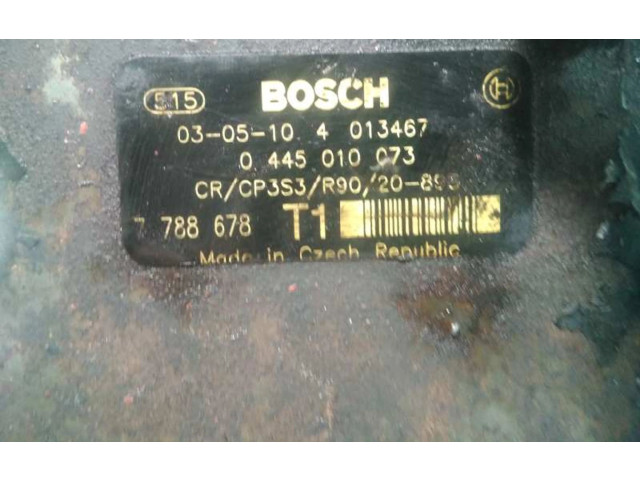 515 BOSCH
03-05-10 4 013467
0 445 010 073
CR/CP3S3/R90/20-89S
7 788 678 T1
Made in Czech Republic